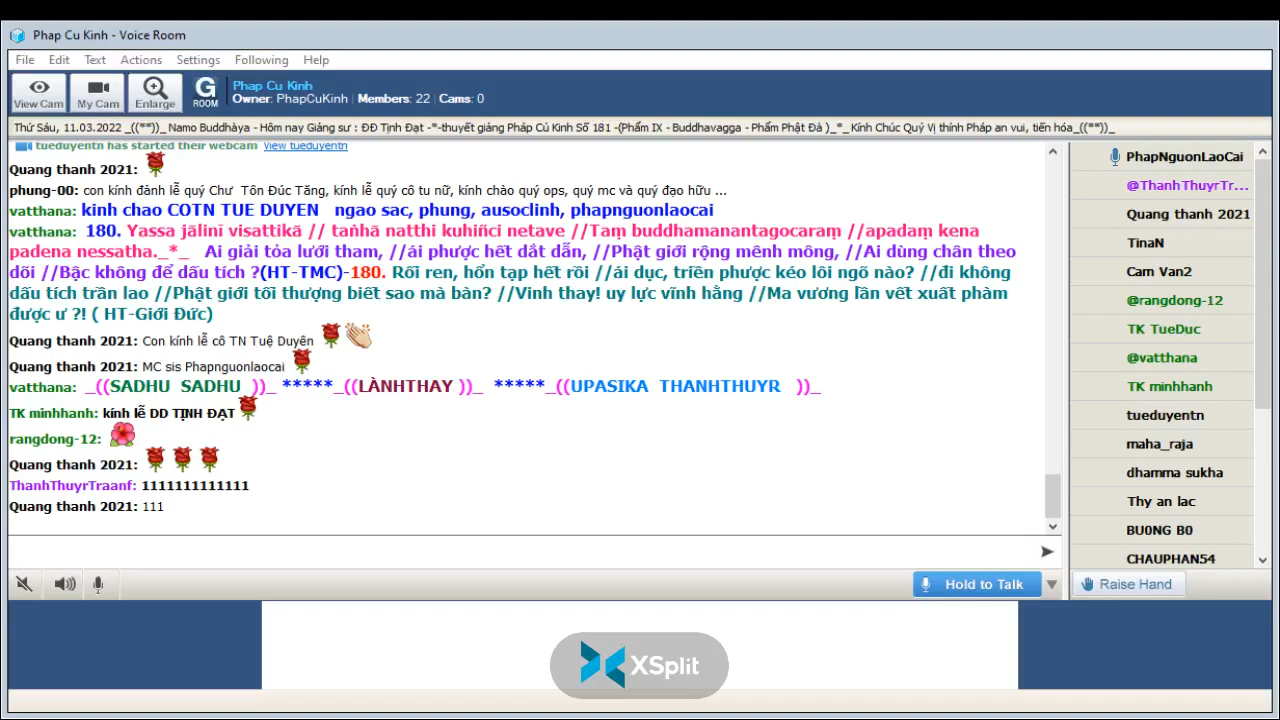 Phap Cu Kinh - Voice Room
File Edit Text Actions Settings Following Help
View Cam My Cam Enlarge G ROOM
Phap Cu Kinh
Owner: PhapCuKinh | Members: 22 | Cams: 0
Thứ Sáu, 11.03.2022 _((**))_ Namo Buddhàya - Hôm nay Giảng sư : ĐĐ Tịnh Đạt -*-thuyết giảng Pháp Cú Kinh Số 181 -(Phẩm IX - Buddhavagga - Phẩm Phật Đà )_*_ Kính Chúc Quý Vị thính Pháp an vui, tiến hóa_((**))_
tueduyentn has started their webcam View tueduyentn
Quang thanh 2021:
phung-00: con kính đảnh lễ quý Chư Tôn Đúc Tăng, kính lễ quý cô tu nữ, kính chào quý ops, quý mc và quý đạo hữu ...
vatthana: kinh chao COTN TUE DUYEN ngao sac, phung, ausoclinh, phapnguonlaocai
vatthana: 180. Yassa jālinī visattikā // taṅhā natthi kuhiñci netave //Taṃ buddhamanantagocaraṃ //apadaṃ kena
padena nessatha._*_ Ai giải tỏa lưới tham, //ái phược hết dắt dẫn, //Phật giới rộng mênh mông, //Ai dùng chân theo
dõi //Bậc không để dấu tích ?(HT-TMC)-180. Rối ren, hổn tạp hết rồi //ái dục, triền phược kéo lôi ngõ nào? //đi không
dấu tích trần lao //Phật giới tối thượng biết sao mà bàn? //Vinh thay! uy lực vĩnh hằng //Ma vương lần vết xuất phàm
được ư ?! ( HT-Giới Đức)
Quang thanh 2021: Con kính lễ cô TN Tuệ Duyên
Quang thanh 2021: MC sis Phapnguonlaocai
vatthana: _((SADHU SADHU ))_ *****_((LÀNHTHAY ))_ *****_((UPASIKA THANHTHUYR ))_
TK minhhanh: kính lễ DD TỊNH ĐẠT
rangdong-12:
Quang thanh 2021:
ThanhThuyrTraanf: 1111111111111
Quang thanh 2021: 111
Hold to Talk
PhapNguonLaoCai
@ThanhThuyrTr...
Quang thanh 2021
TinaN
Cam Van2
@rangdong-12
TK TueDuc
@vatthana
TK minhhanh
tueduyentn
maha_raja
dhamma sukha
Thy an lac
BU0NG B0
CHAUPHAN54
Raise Hand
XSplit